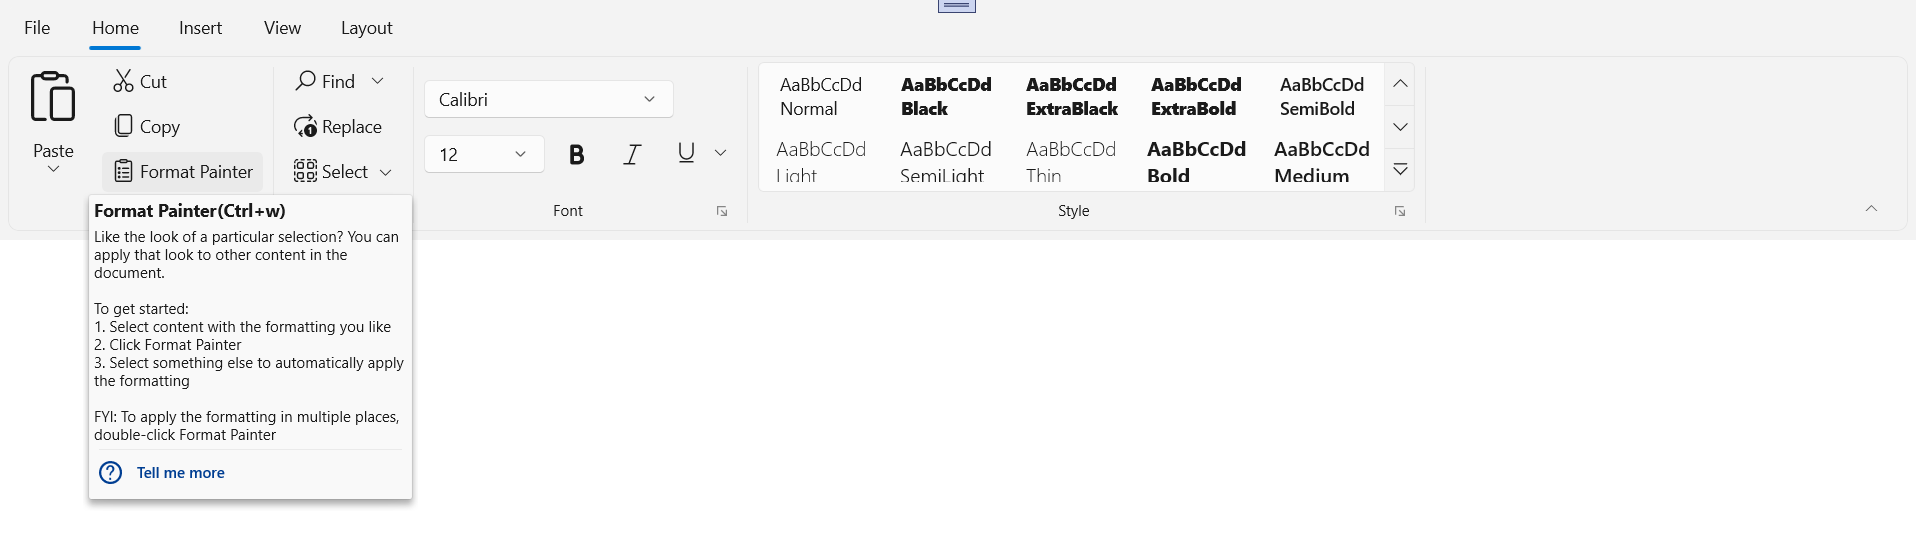 File Home Insert View Layout
Paste
Cut
Copy
Format Painter
Find
Replace
Select
Calibri
12
B I U
Font
AaBbCcDd AaBbCcDd AaBbCcDd AaBbCcDd AaBbCcDd
Normal Black ExtraBlack ExtraBold SemiBold
AaBbCcDd AaBbCcDd AaBbCcDd AaBbCcDd AaBbCcDd
Light SemiLight Thin Bold Medium
Style
Format Painter(Ctrl+w)
Like the look of a particular selection? You can
apply that look to other content in the
document.
To get started:
1. Select content with the formatting you like
2. Click Format Painter
3. Select something else to automatically apply
the formatting
FYI: To apply the formatting in multiple places,
double-click Format Painter
Tell me more